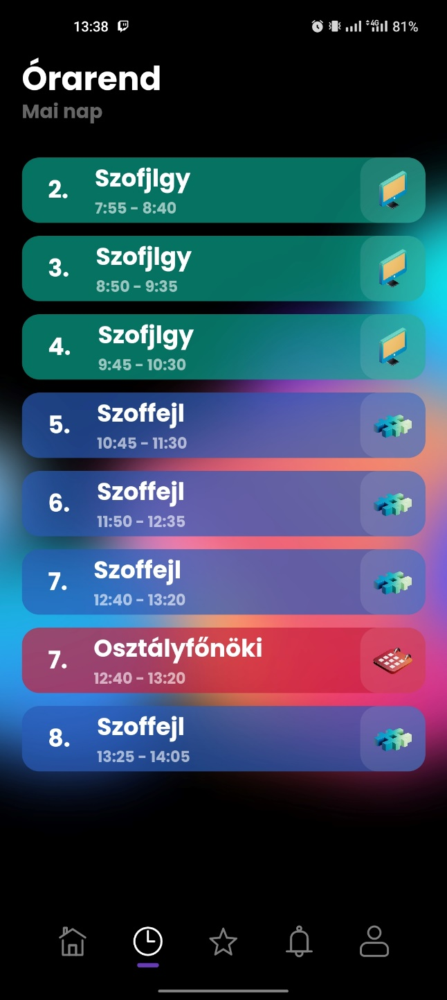 13:38 4G 81%
Órarend
Mai nap
2. Szofjlgy
7:55 - 8:40
3. Szofjlgy
8:50 - 9:35
4. Szofjlgy
9:45 - 10:30
5. Szoffejl
10:45 - 11:30
6. Szoffejl
11:50 - 12:35
7. Szoffejl
12:40 - 13:20
7. Osztályfőnöki
12:40 - 13:20
8. Szoffejl
13:25 - 14:05